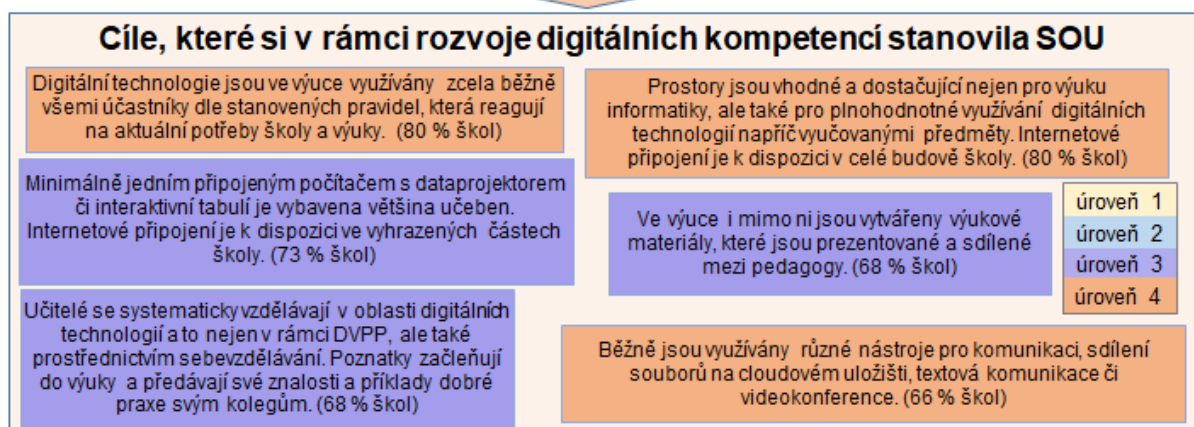 Cíle, které si v rámci rozvoje digitálních kompetencí stanovila SOU
Digitální technologie jsou ve výuce využívány zcela běžně
všemi účastníky dle stanovených pravidel, která reagují
na aktuální potřeby školy a výuky. (80 % škol)
Prostory jsou vhodné a dostačující nejen pro výuku
informatiky, ale také pro plnohodnotné využívání digitálních
technologií napříč vyučovanými předměty. Internetové
připojení je k dispozici v celé budově školy. (80 % škol)
Minimálně jedním připojeným počítačem s dataprojektorem
či interaktivní tabulí je vybavena většina učeben.
Internetové připojení je k dispozici ve vyhrazených částech
školy. (73 % škol)
Ve výuce i mimo ni jsou vytvářeny výukové
materiály, které jsou prezentované a sdílené
mezi pedagogy. (68 % škol)
úroveň 1
úroveň 2
úroveň 3
úroveň 4
Učitelé se systematicky vzdělávají v oblasti digitálních
technologií a to nejen v rámci DVPP, ale také
prostřednictvím sebevzdělávání. Poznatky začleňují
do výuky a předávají své znalosti a příklady dobré
praxe svým kolegům. (68 % škol)
Běžně jsou využívány různé nástroje pro komunikaci, sdílení
souborů na cloudovém uložišti, textová komunikace či
videokonference. (66 % škol)